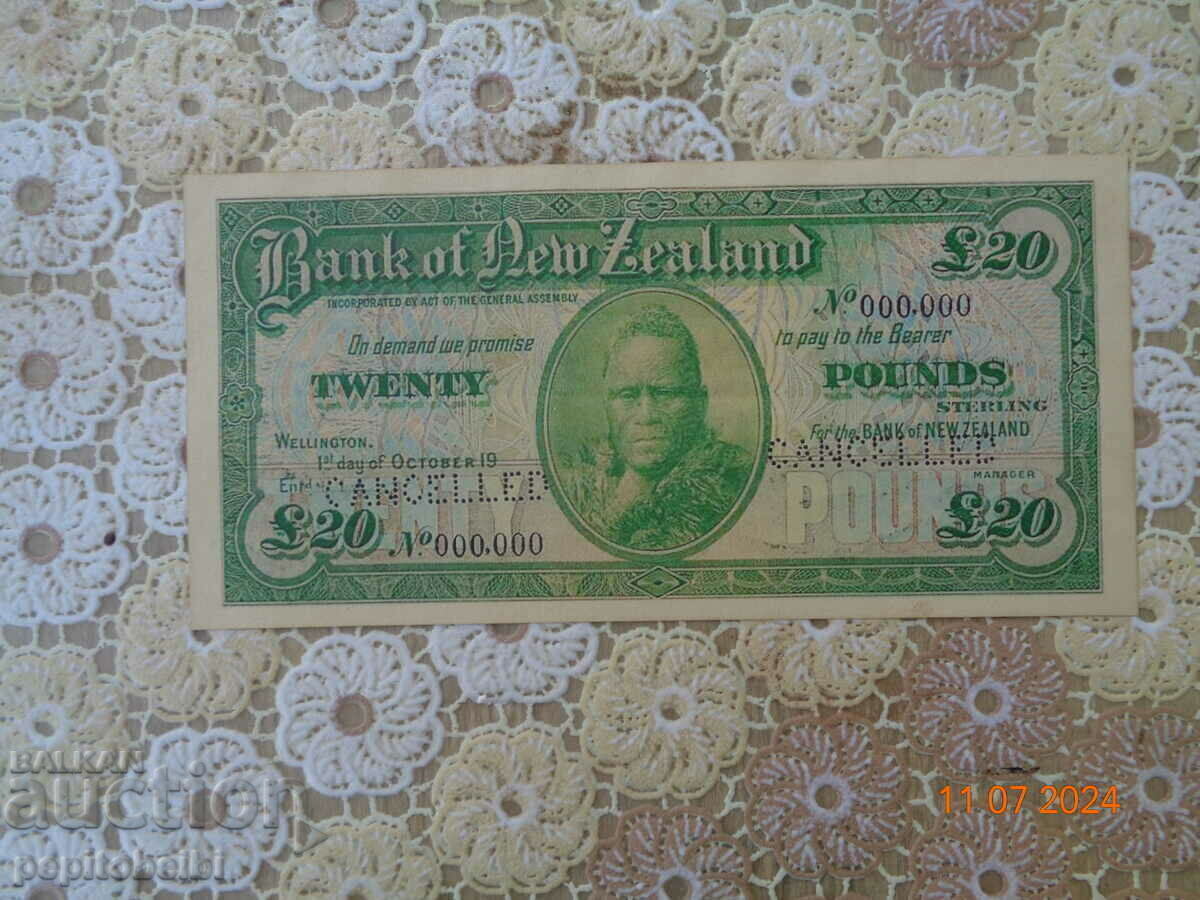 Bank of New Zealand
£20
INCORPORATED BY ACT OF THE GENERAL ASSEMBLY
No 000,000
On demand we promise to pay to the Bearer
TWENTY POUNDS
STERLING
For the BANK of NEW ZEALAND
WELLINGTON.
1st day of OCTOBER 19
CANCELLED
CANCELLED
MANAGER
Entd
POUNDS
£20
No 000,000
£20
BALKAN
auction
pepitobelbi
11 07 2024